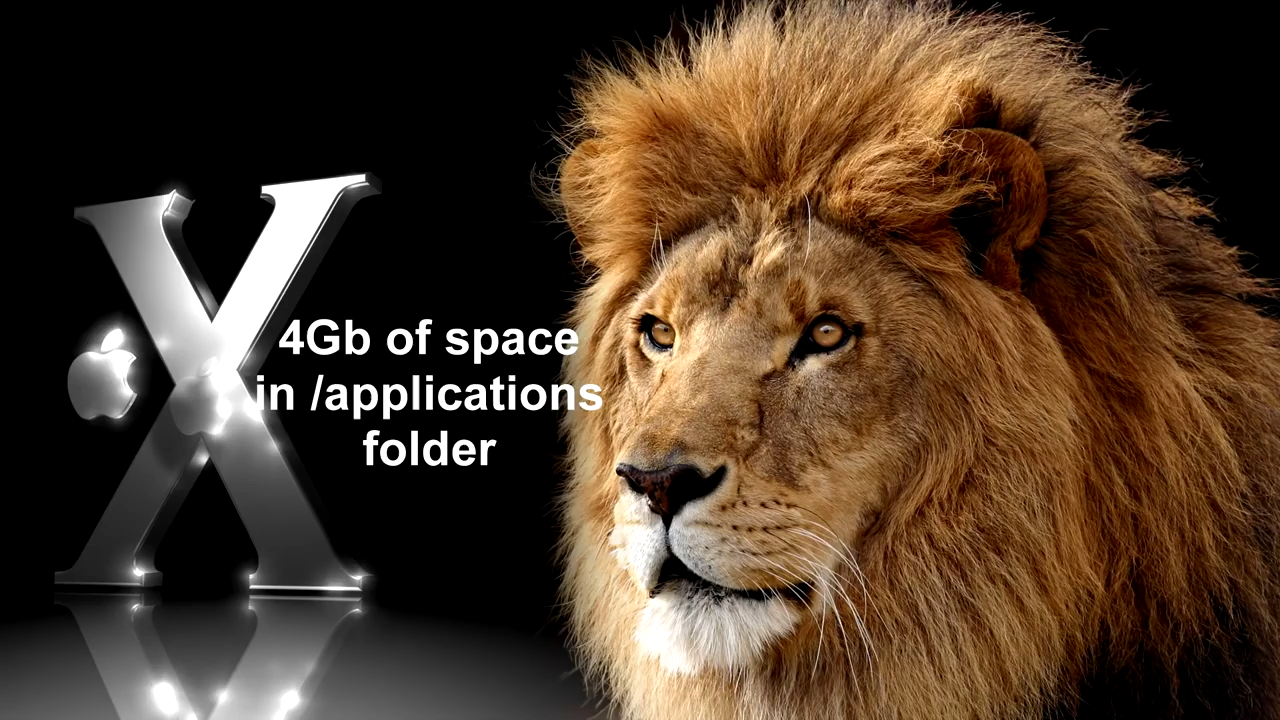 X
4Gb of space
in /applications
folder